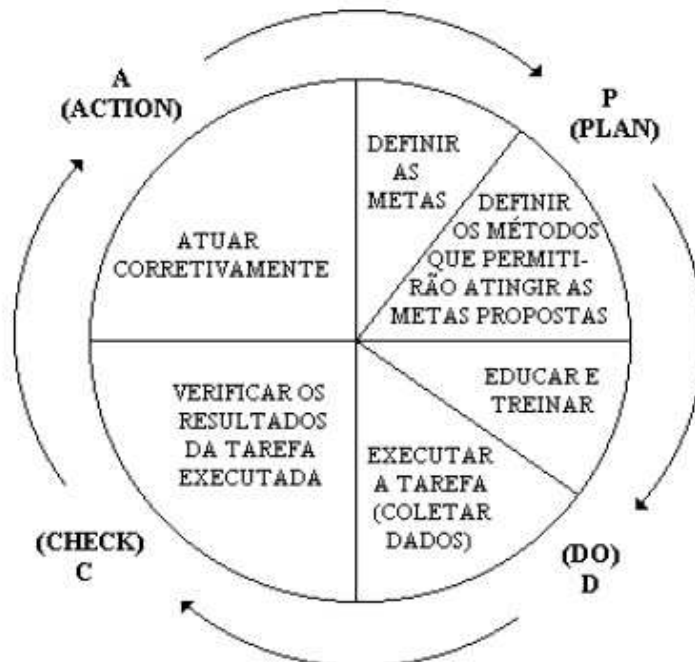 A
(ACTION)
P
(PLAN)
DEFINIR
AS
METAS
DEFINIR
OS MÉTODOS
QUE PERMITI-
RÃO ATINGIR AS
METAS PROPOSTAS
ATUAR
CORRETIVAMENTE
EDUCAR E
TREINAR
VERIFICAR OS
RESULTADOS
DA TAREFA
EXECUTADA
EXECUTAR
A TAREFA
(COLETAR
DADOS)
(CHECK)
C
(DO)
D